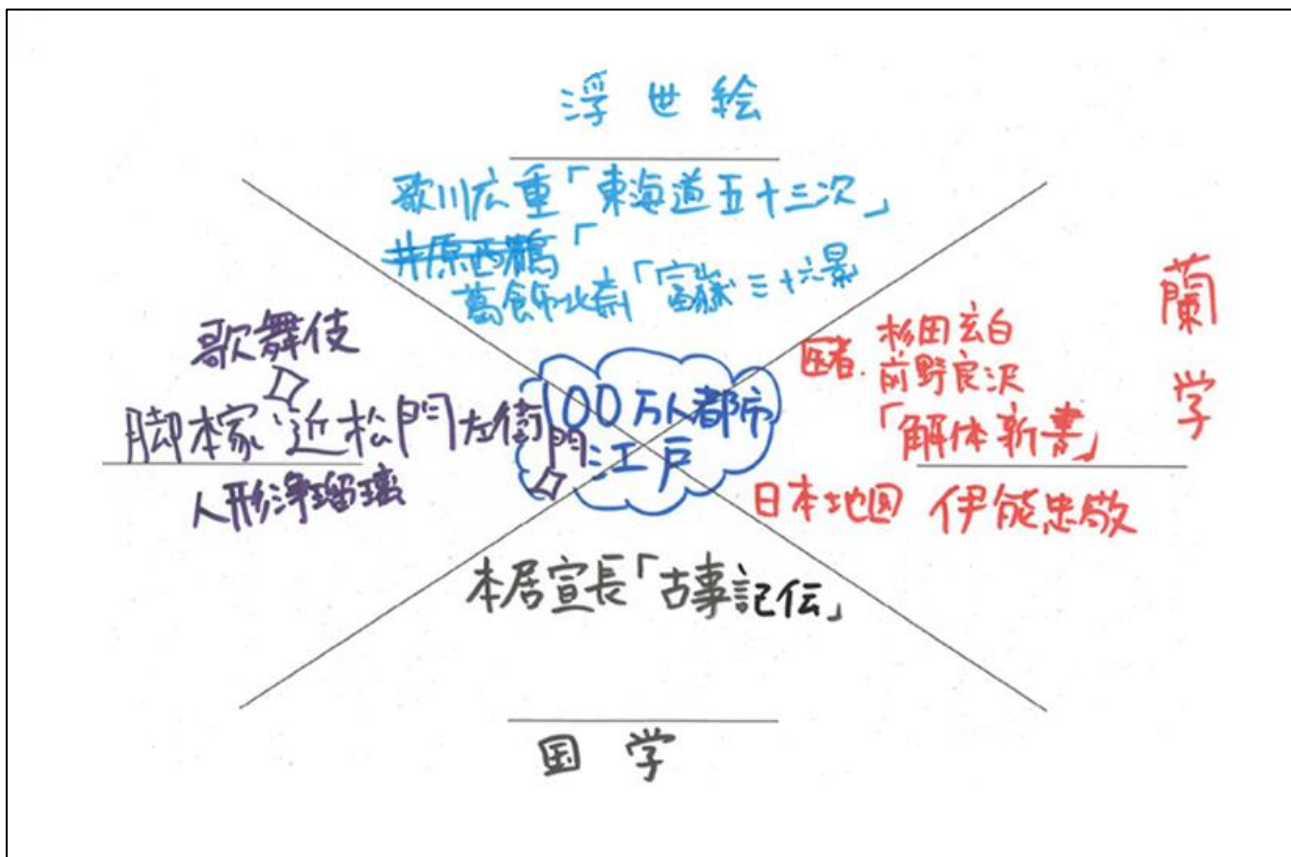 浮世絵
歌川広重「東海道五十三次」
井原西鶴「
葛飾北斎「富嶽三十六景
蘭学
医者.杉田玄白
前野良沢
「解体新書」
日本地図 伊能忠敬
歌舞伎
脚本家 近松門左衛門
人形浄瑠璃
100万人都市
江戸
本居宣長「古事記伝」
国学